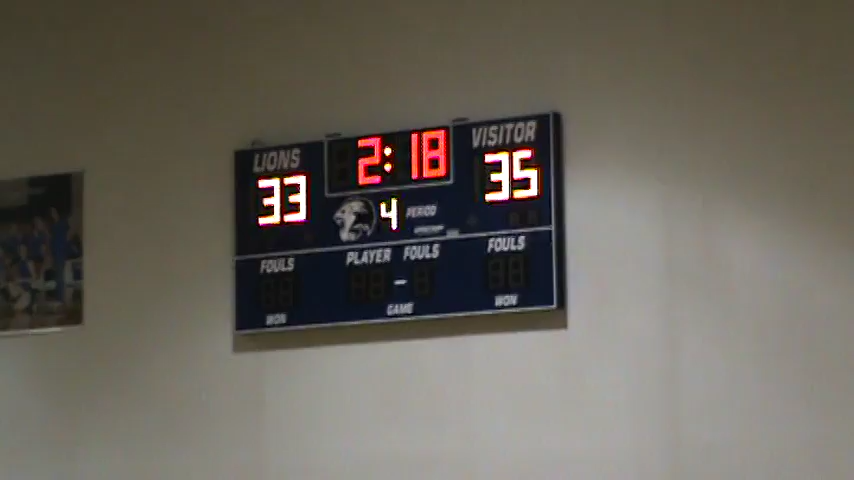 LIONS 2:18 VISITOR
33 35
4 PERIOD
FOULS PLAYER FOULS FOULS
-
WON GAME WON